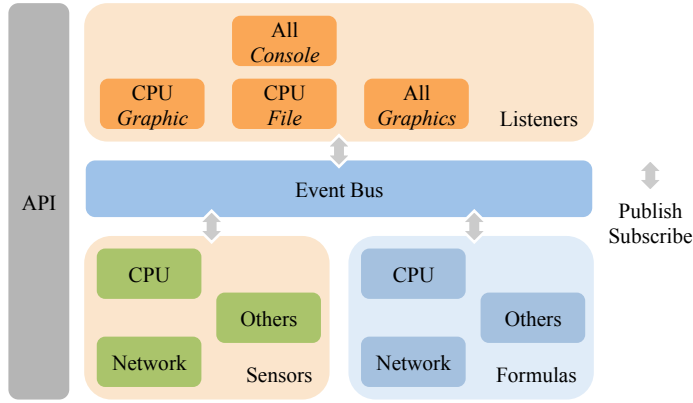 All
Console
CPU
Graphic
CPU
File
All
Graphics
Listeners
API
Event Bus
Publish
Subscribe
CPU
Others
Network
Sensors
CPU
Others
Network
Formulas